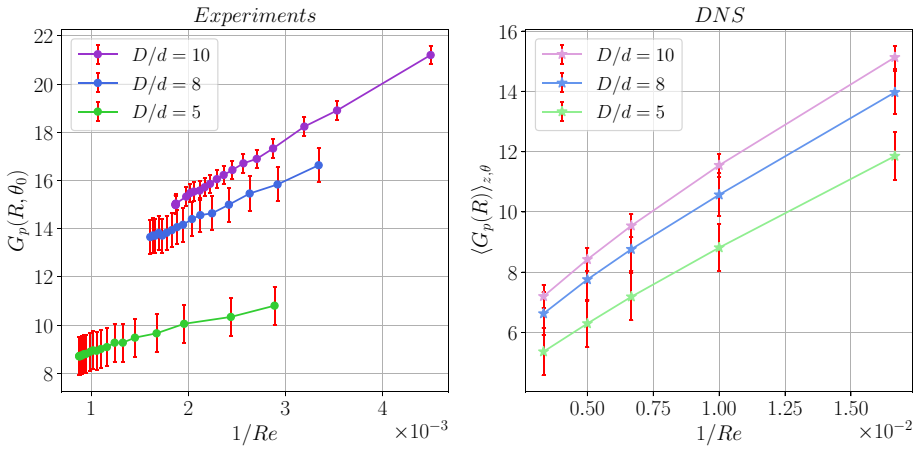 Experiments
G_p(R, θ_0)
22
20
18
16
14
12
10
8
D/d = 10
D/d = 8
D/d = 5
1
2
3
4
1/Re
×10^{-3}
DNS
⟨G_p(R)⟩_{z,θ}
16
14
12
10
8
6
D/d = 10
D/d = 8
D/d = 5
0.50
0.75
1.00
1.25
1.50
1/Re
×10^{-2}